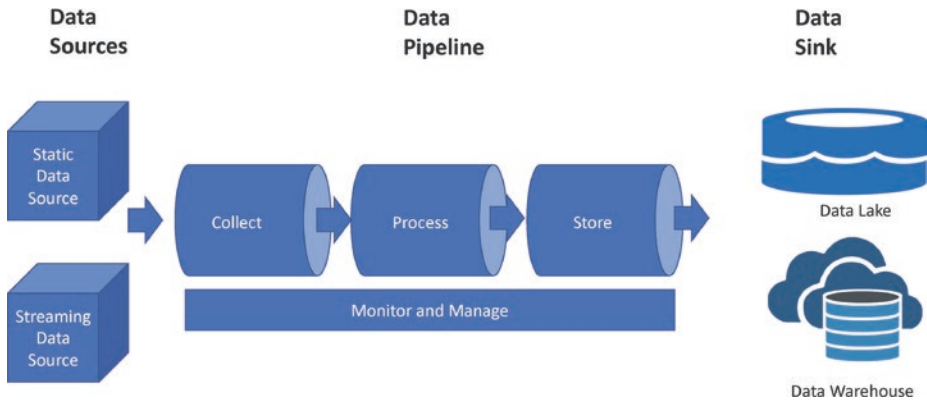 Data
Sources
Data
Pipeline
Data
Sink
Static
Data
Source
Streaming
Data
Source
Collect
Process
Store
Monitor and Manage
Data Lake
Data Warehouse